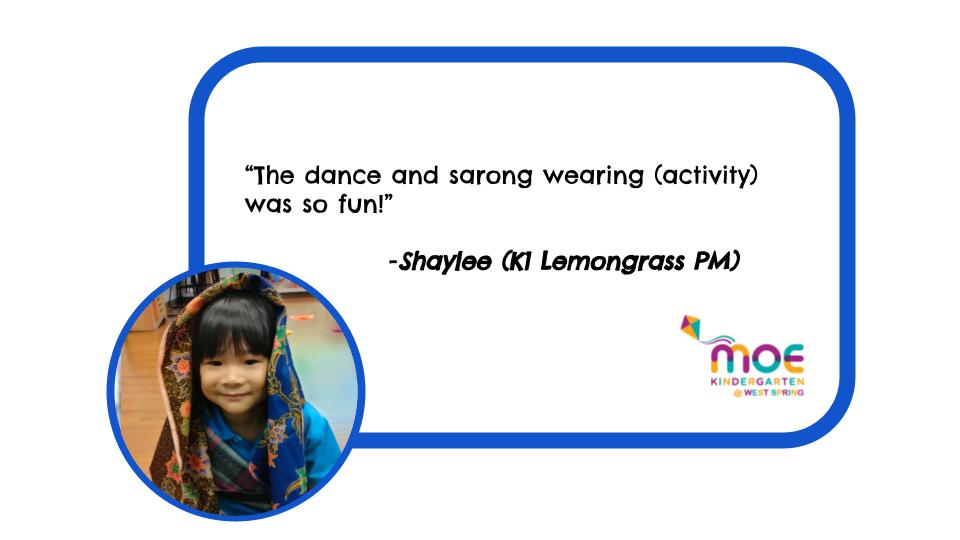 “The dance and sarong wearing (activity)
was so fun!”
-Shaylee (K1 Lemongrass PM)
moe
KINDERGARTEN
@ WEST SPRING